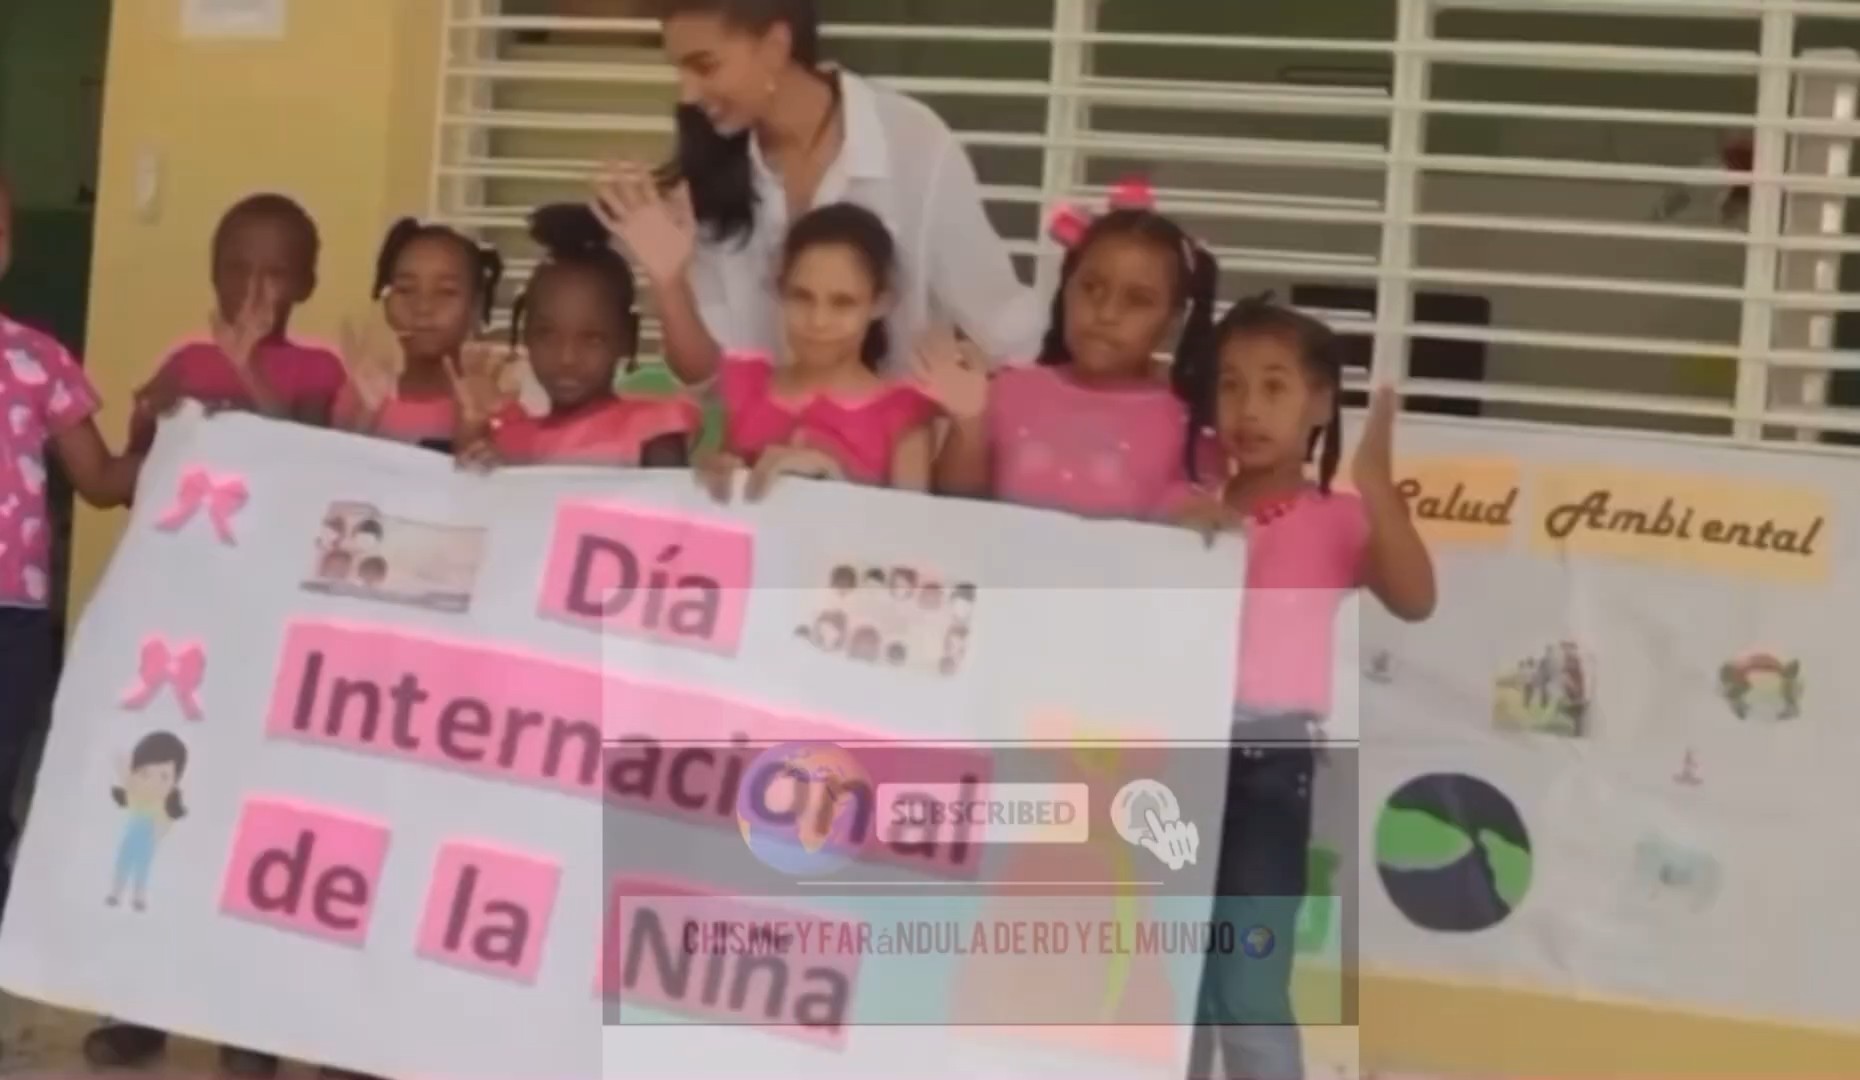 Día
Internacional
de la
Niña
Salud Ambiental
SUBSCRIBED
CHISME Y FARáNDULA DE RD Y EL MUNDO